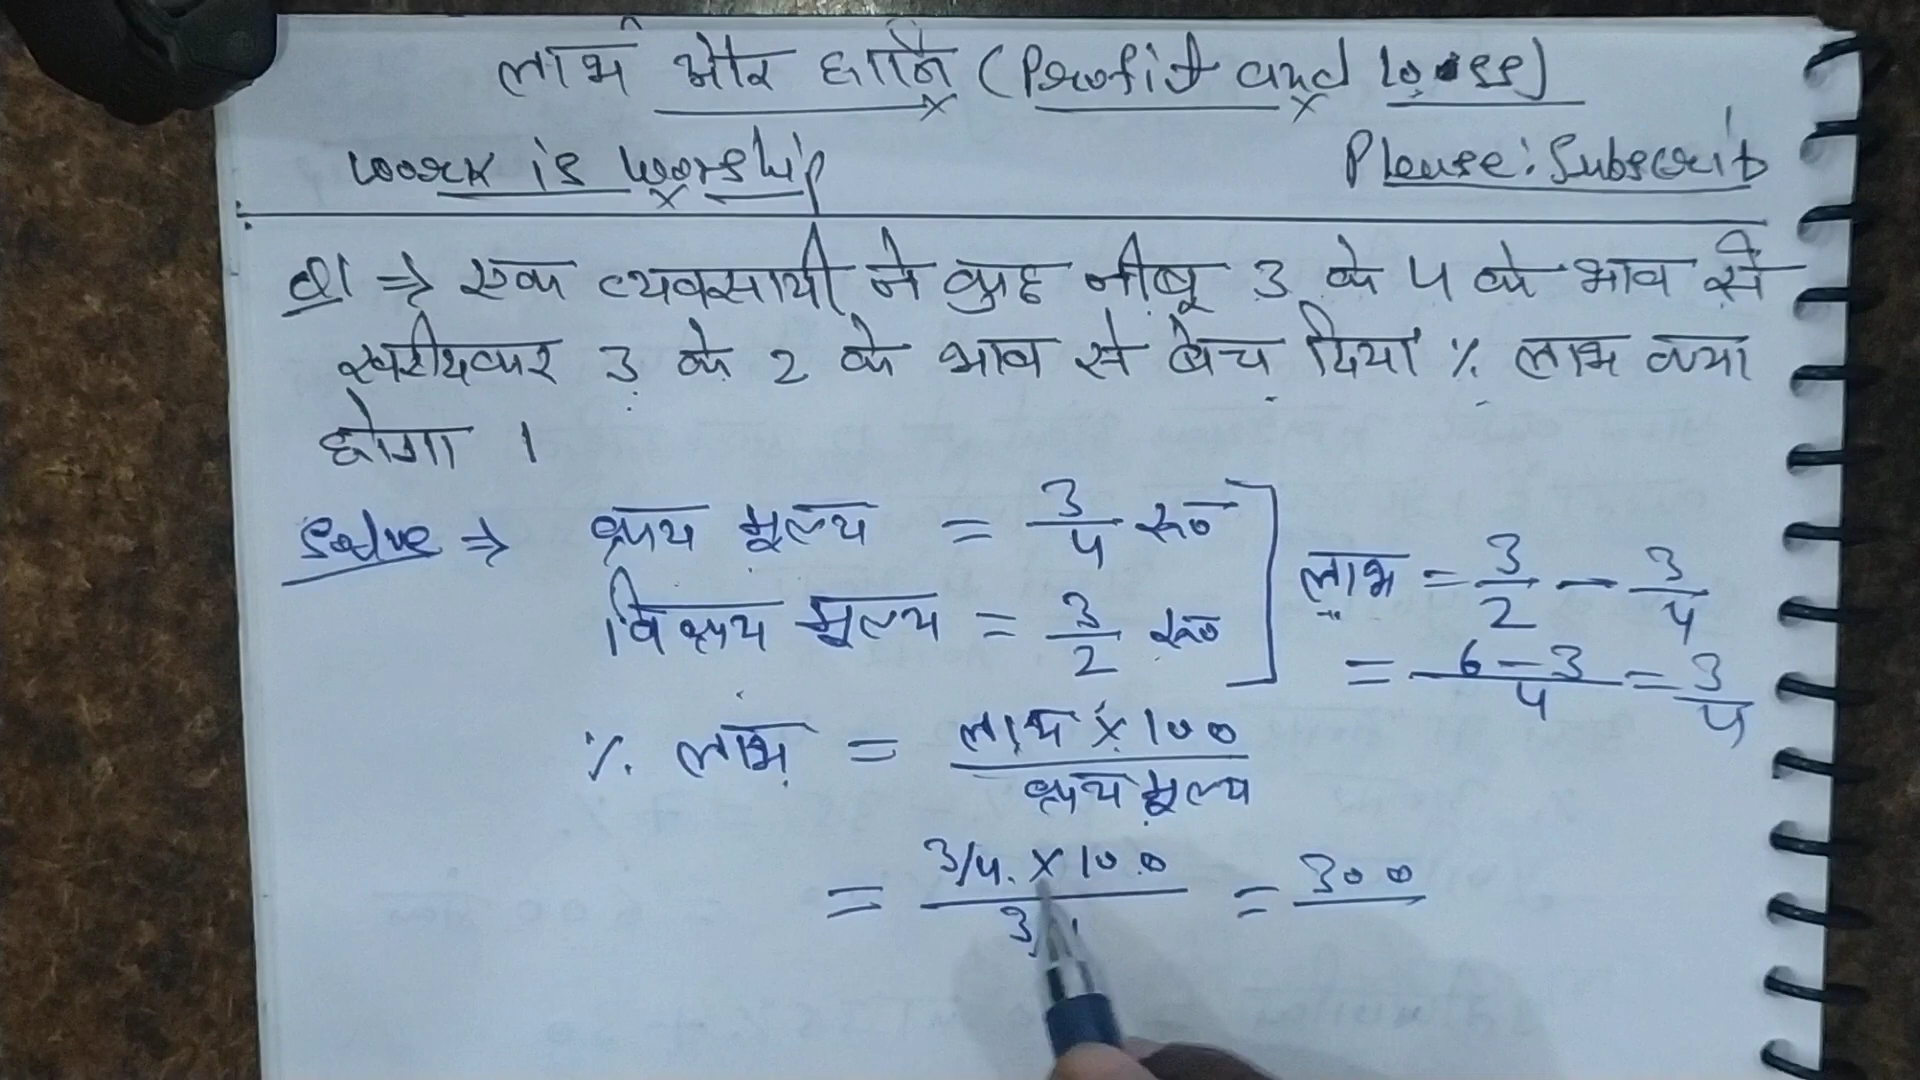 लाभ और हानि (Profit and loss)
work is worship Please: Subscrib
Q1 ⇒ एक व्यवसायी ने कुछ नीबू 3 के 4 के भाव से
खरीदकर 3 के 2 के भाव से बेच दिया % लाभ क्या
होगा ।
Solve ⇒ क्रय मूल्य = 3/4 रू०
विक्रय मूल्य = 3/2 रू०
लाभ = 3/2 - 3/4
= 6-3/4 = 3/4
% लाभ = लाभ × 100 / क्रय मूल्य
= 3/4 × 100 / 3/ = 300